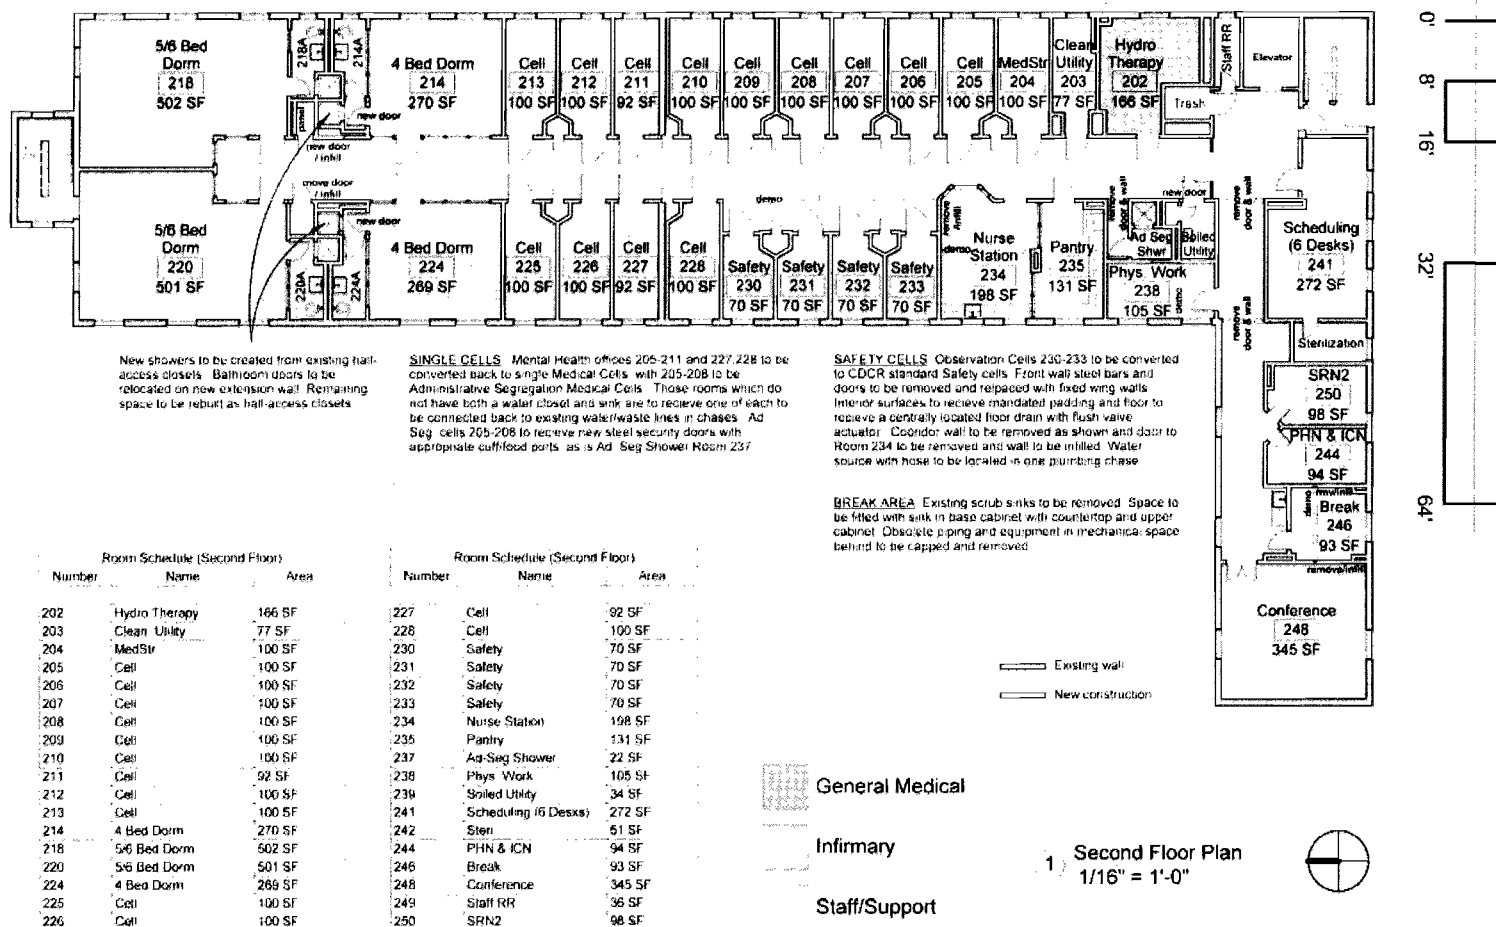 5/6 Bed
Dorm
218
502 SF
218A
214A
4 Bed Dorm
214
270 SF
Cell
213
100 SF
Cell
212
100 SF
Cell
211
92 SF
Cell
210
100 SF
Cell
209
100 SF
Cell
208
100 SF
Cell
207
100 SF
Cell
206
100 SF
Cell
205
100 SF
MedStr
204
100 SF
Clean
Utility
203
77 SF
Hydro
Therapy
202
166 SF
Staff RR
Elevator
Trash
0'
8'
16'
32'
64'
panel
new door
new door
/ infill
move door
/ infill
new door
demo
remove
/infill
demo
remove
door & wall
new door
remove
door & wall
5/6 Bed
Dorm
220
501 SF
220A
224A
4 Bed Dorm
224
269 SF
Cell
225
100 SF
Cell
226
100 SF
Cell
227
92 SF
Cell
228
100 SF
Safety
230
70 SF
Safety
231
70 SF
Safety
232
70 SF
Safety
233
70 SF
Nurse
Station
234
198 SF
Pantry
235
131 SF
Ad Seg
Shwr
Soiled
Utility
Phys. Work
238
105 SF
demo
remove
door & wall
Scheduling
(6 Desks)
241
272 SF
Sterilization
SRN2
250
98 SF
PHN & ICN
244
94 SF
demo
Break
246
93 SF
remove/infill
Conference
248
345 SF
New showers to be created from existing hall-
access closets. Bathroom doors to be
relocated on new extension wall. Remaining
space to be rebuilt as hall-access closets
SINGLE CELLS Mental Health offices 205-211 and 227,228 to be
converted back to single Medical Cells with 205-208 to be
Administrative Segregation Medical Cells. Those rooms which do
not have both a water closet and sink are to recieve one of each to
be connected back to existing water/waste lines in chases. Ad
Seg cells 205-208 to recieve new steel security doors with
appropriate cuff/food ports as is Ad Seg Shower Room 237
SAFETY CELLS Observation Cells 230-233 to be converted
to CDCR standard Safety cells. Front wall steel bars and
doors to be removed and relpaced with fixed wing walls
Interior surfaces to recieve mandated padding and floor to
recieve a centrally located floor drain with flush valve
actuator. Cooridor wall to be removed as shown and door to
Room 234 to be removed and wall to be infilled. Water
source with hose to be located in one plumbing chase
BREAK AREA Existing scrub sinks to be removed. Space to
be fitted with sink in base cabinet with countertop and upper
cabinet. Obsolete piping and equipment in mechanical space
behind to be capped and removed
Room Schedule (Second Floor)
Number Name Area
202 Hydro Therapy 166 SF
203 Clean Utility 77 SF
204 MedStr 100 SF
205 Cell 100 SF
206 Cell 100 SF
207 Cell 100 SF
208 Cell 100 SF
209 Cell 100 SF
210 Cell 100 SF
211 Cell 92 SF
212 Cell 100 SF
213 Cell 100 SF
214 4 Bed Dorm 270 SF
218 5/6 Bed Dorm 502 SF
220 5/6 Bed Dorm 501 SF
224 4 Bed Dorm 269 SF
225 Cell 100 SF
226 Cell 100 SF
Room Schedule (Second Floor)
Number Name Area
227 Cell 92 SF
228 Cell 100 SF
230 Safety 70 SF
231 Safety 70 SF
232 Safety 70 SF
233 Safety 70 SF
234 Nurse Station 198 SF
235 Pantry 131 SF
237 Ad-Seg Shower 22 SF
238 Phys. Work 105 SF
239 Soiled Utility 34 SF
241 Scheduling (6 Desks) 272 SF
242 Steri 51 SF
244 PHN & ICN 94 SF
246 Break 93 SF
248 Conference 345 SF
249 Staff RR 36 SF
250 SRN2 98 SF
Existing wall
New construction
General Medical
Infirmary
Staff/Support
1 Second Floor Plan
1/16" = 1'-0"